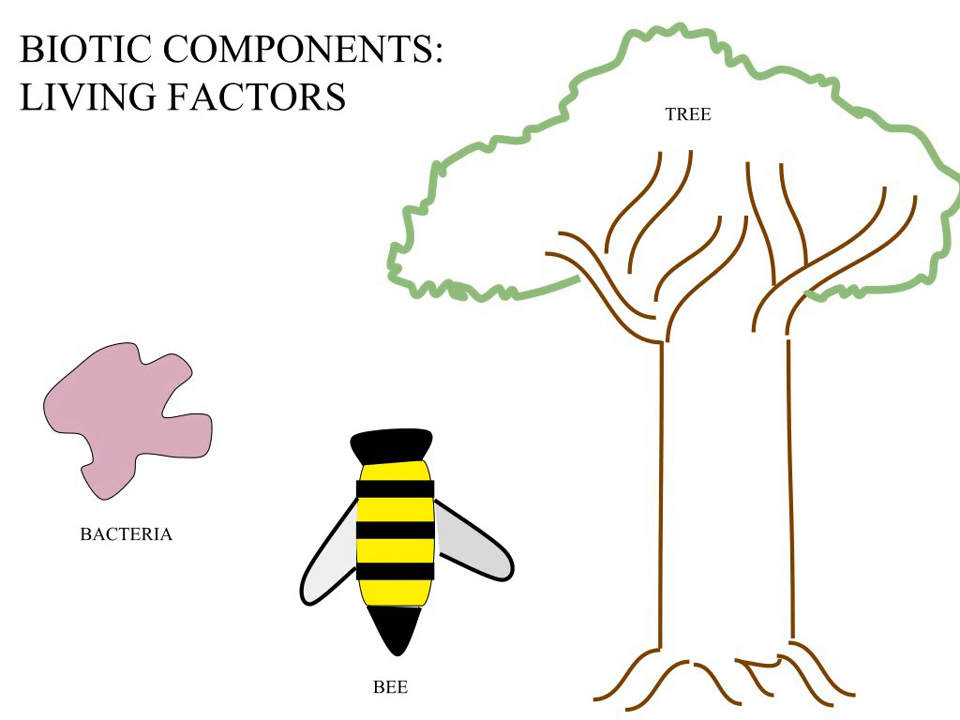 BIOTIC COMPONENTS:
LIVING FACTORS
TREE
BACTERIA
BEE